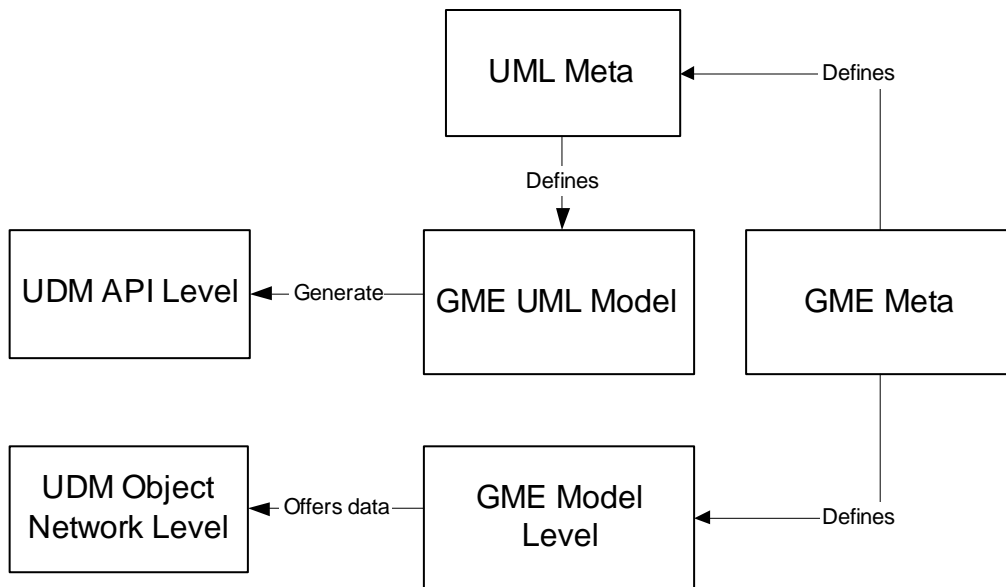 UML Meta
Defines
Defines
UDM API Level
Generate
GME UML Model
GME Meta
UDM Object
Network Level
Offers data
GME Model
Level
Defines